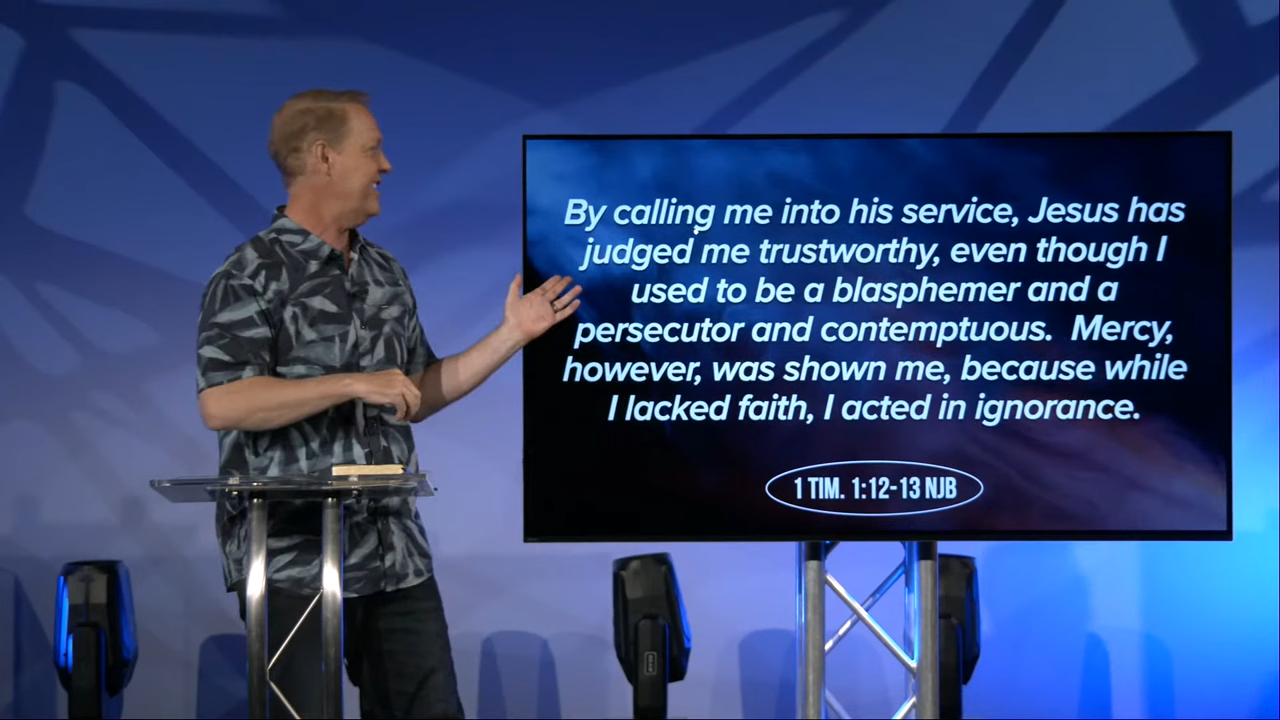 By calling me into his service, Jesus has
judged me trustworthy, even though I
used to be a blasphemer and a
persecutor and contemptuous.  Mercy,
however, was shown me, because while
I lacked faith, I acted in ignorance.
1 TIM. 1:12-13 NJB